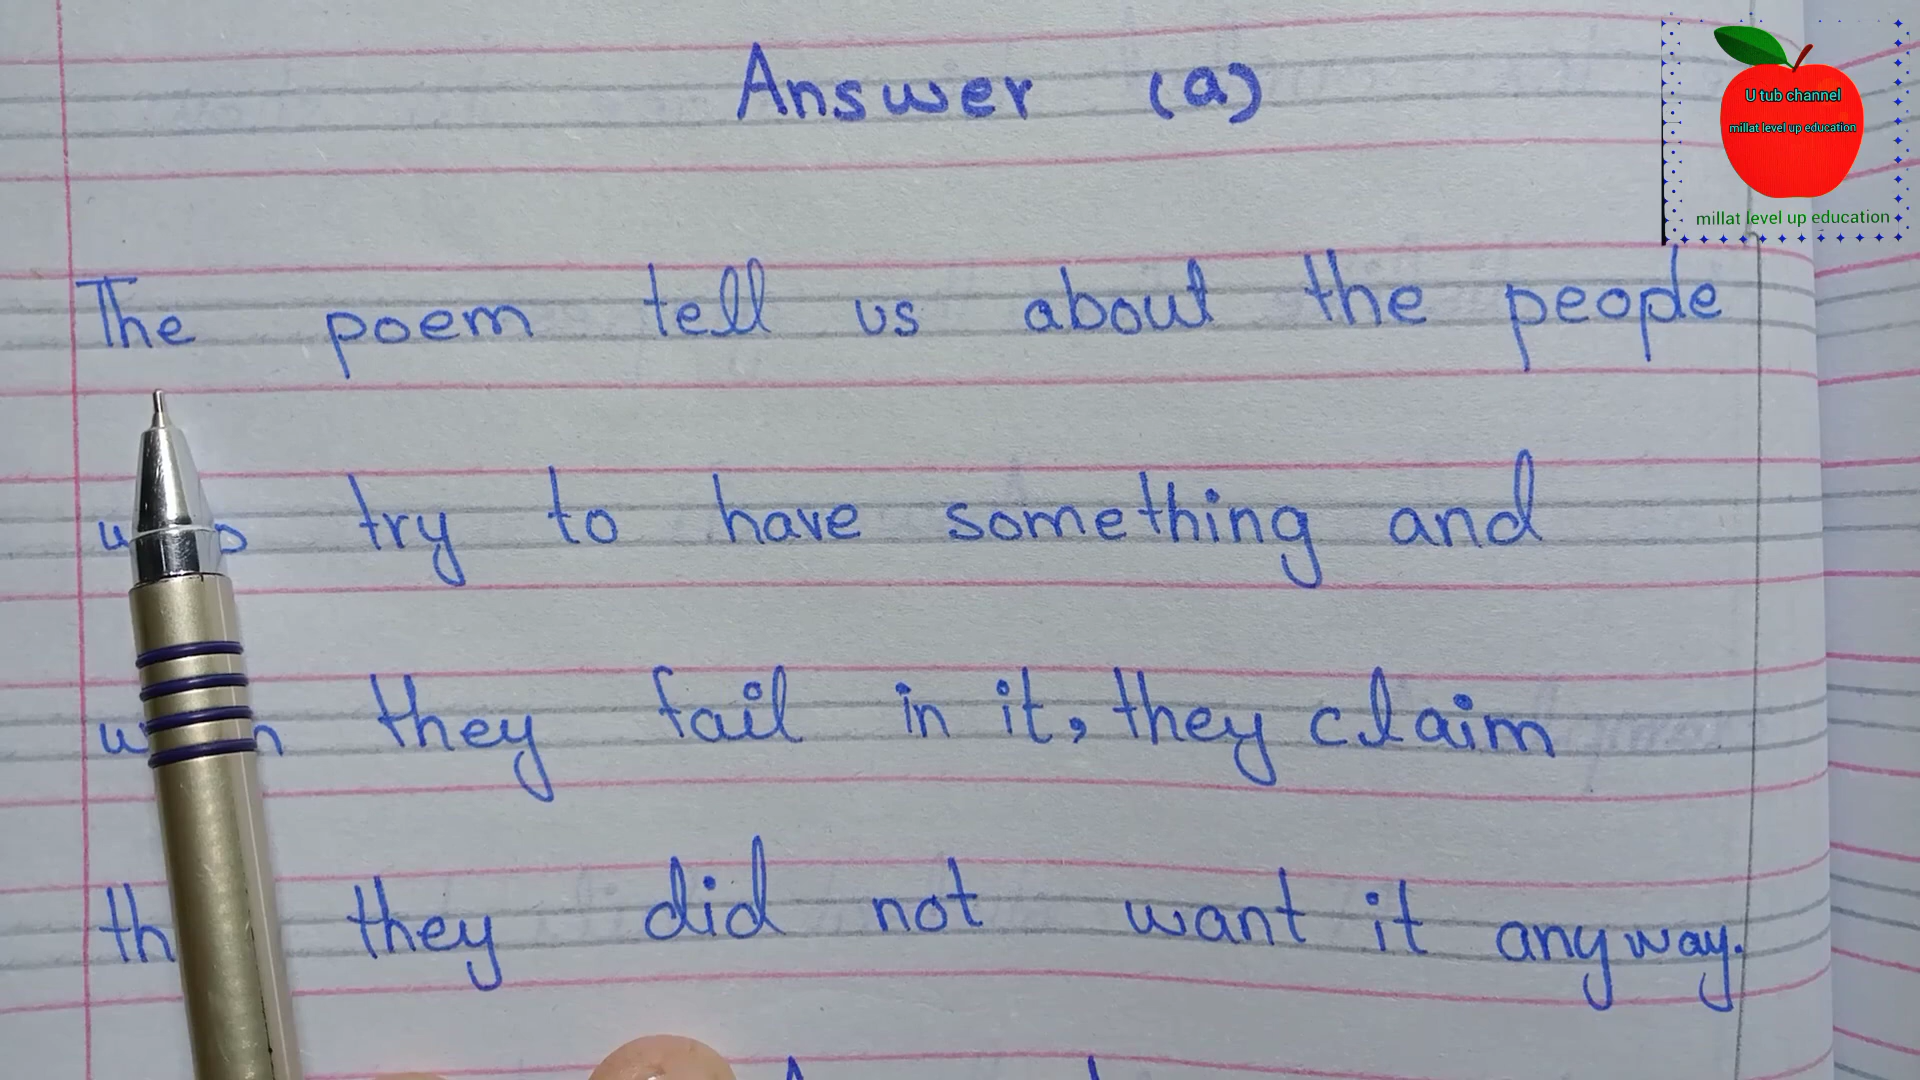 Answer (a)
U tub channel
millat level up education
millat level up education
The poem tell us about the people
try to have something and
they fail in it, they claim
they did not want it anyway.